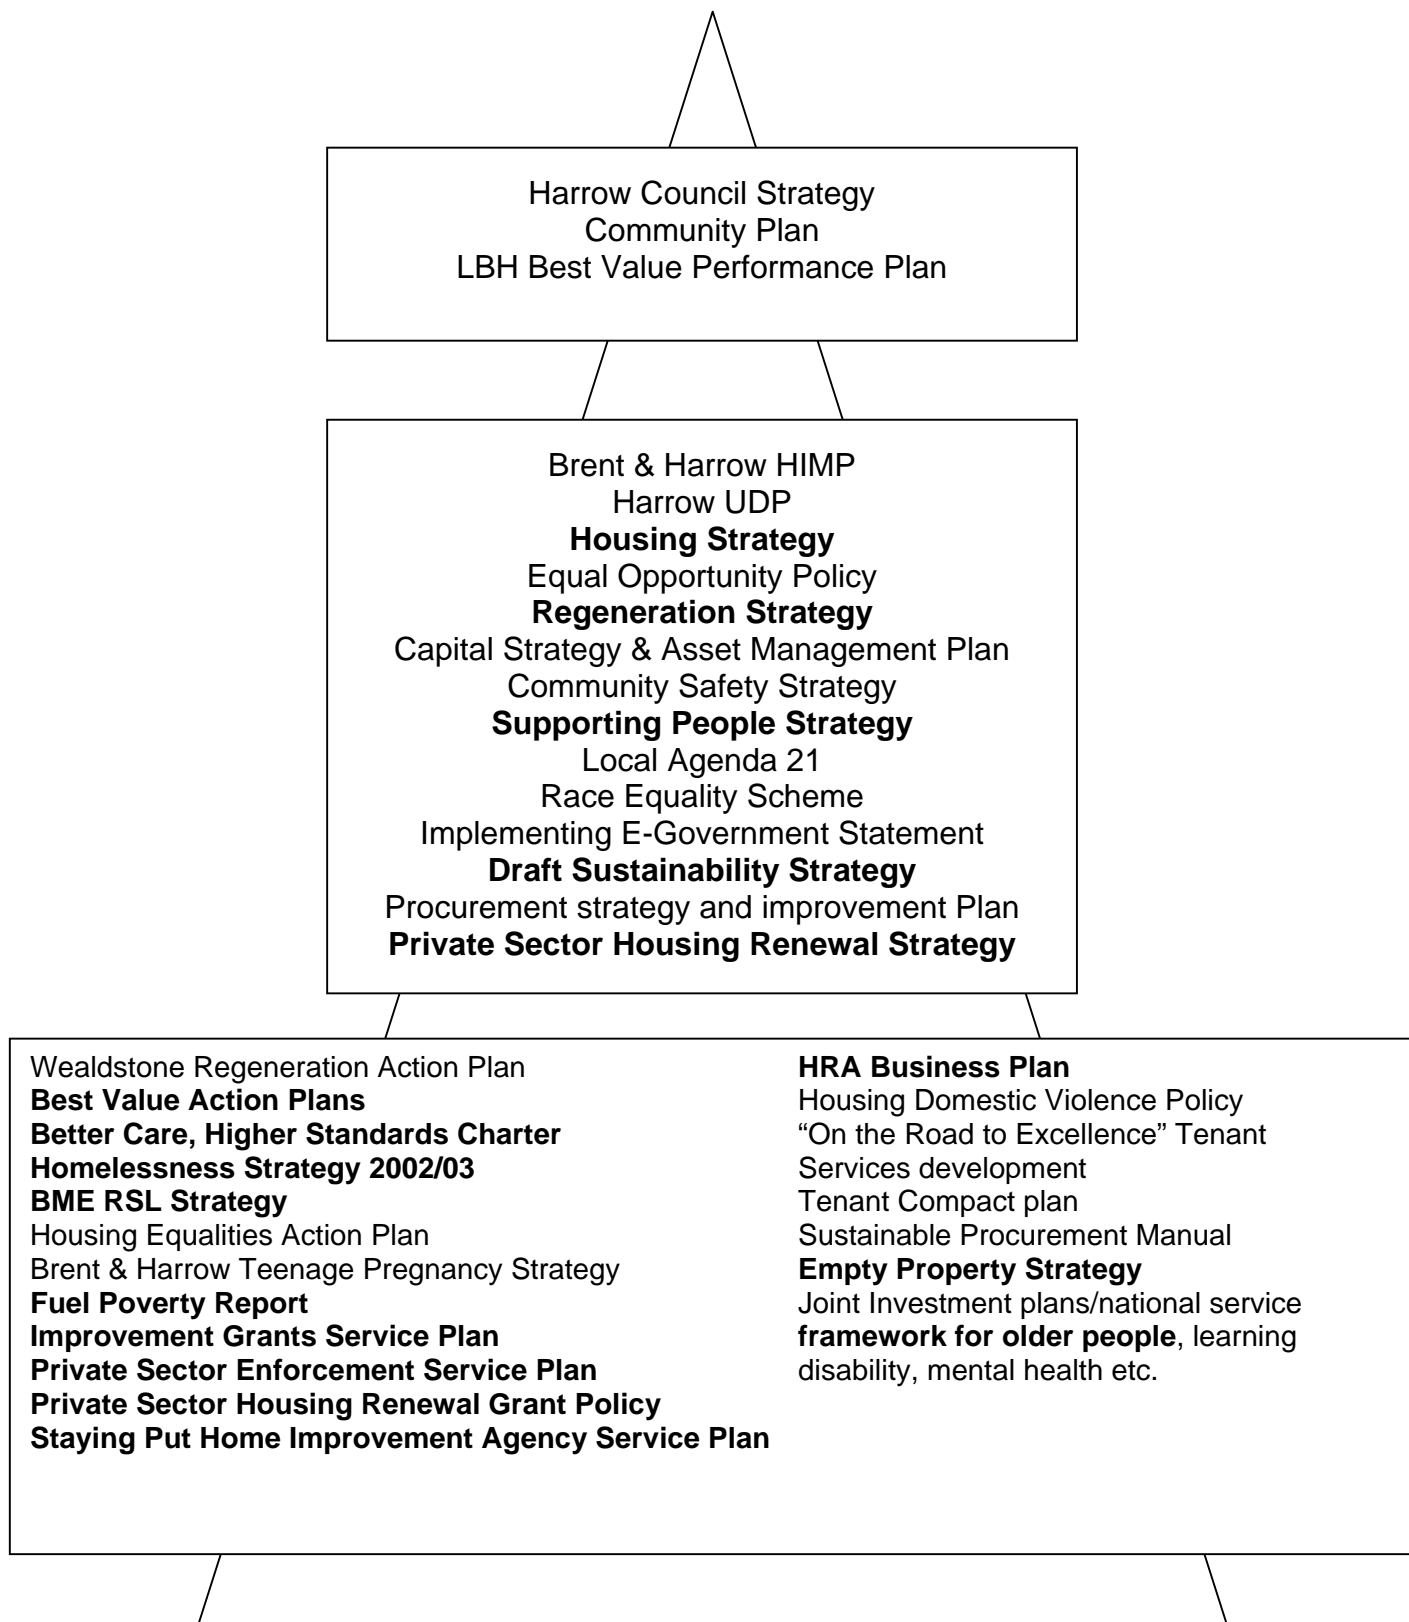 Harrow Council Strategy
Community Plan
LBH Best Value Performance Plan
Brent & Harrow HIMP
Harrow UDP
Housing Strategy
Equal Opportunity Policy
Regeneration Strategy
Capital Strategy & Asset Management Plan
Community Safety Strategy
Supporting People Strategy
Local Agenda 21
Race Equality Scheme
Implementing E-Government Statement
Draft Sustainability Strategy
Procurement strategy and improvement Plan
Private Sector Housing Renewal Strategy
Wealdstone Regeneration Action Plan
Best Value Action Plans
Better Care, Higher Standards Charter
Homelessness Strategy 2002/03
BME RSL Strategy
Housing Equalities Action Plan
Brent & Harrow Teenage Pregnancy Strategy
Fuel Poverty Report
Improvement Grants Service Plan
Private Sector Enforcement Service Plan
Private Sector Housing Renewal Grant Policy
Staying Put Home Improvement Agency Service Plan
HRA Business Plan
Housing Domestic Violence Policy
“On the Road to Excellence” Tenant
Services development
Tenant Compact plan
Sustainable Procurement Manual
Empty Property Strategy
Joint Investment plans/national service
framework for older people, learning
disability, mental health etc.